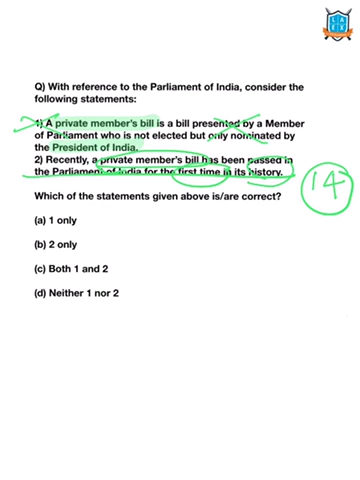 LAEX
Q) With reference to the Parliament of India, consider the
following statements:
1) A private member's bill is a bill presented by a Member
of Parliament who is not elected but only nominated by
the President of India.
2) Recently, a private member's bill has been passed in
the Parliament of India for the first time in its history.
14
Which of the statements given above is/are correct?
(a) 1 only
(b) 2 only
(c) Both 1 and 2
(d) Neither 1 nor 2